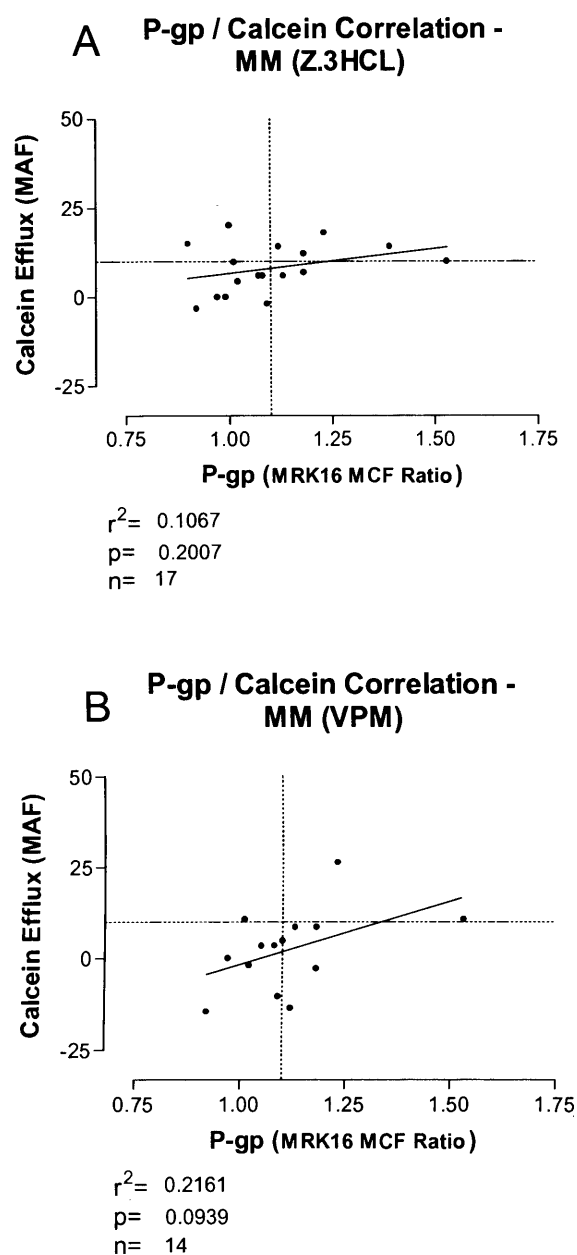 A
P-gp / Calcein Correlation -
MM (Z.3HCL)
Calcein Efflux (MAF)
50
25
0
-25
0.75 1.00 1.25 1.50 1.75
P-gp (MRK16 MCF Ratio)
r2= 0.1067
p= 0.2007
n= 17
B
P-gp / Calcein Correlation -
MM (VPM)
Calcein Efflux (MAF)
50
25
0
-25
0.75 1.00 1.25 1.50 1.75
P-gp (MRK16 MCF Ratio)
r2= 0.2161
p= 0.0939
n= 14